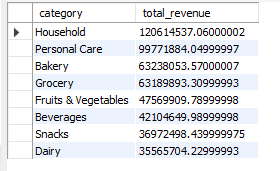 category total_revenue
Household 120614537.06000002
Personal Care 99771884.04999997
Bakery 63238053.57000007
Grocery 63189893.30999993
Fruits & Vegetables 47569909.78999998
Beverages 42104649.98999998
Snacks 36972498.439999975
Dairy 35565704.22999993